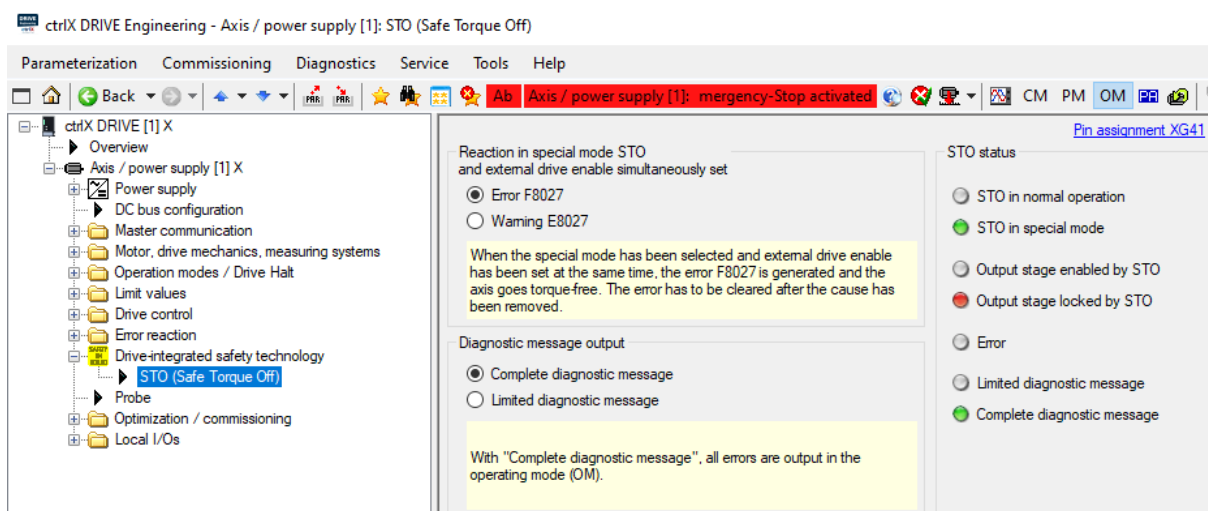 ctrlX DRIVE Engineering - Axis / power supply [1]: STO (Safe Torque Off)
Parameterization Commissioning Diagnostics Service Tools Help
Back PAR PAR Ab Axis / power supply [1]: mergency-Stop activated CM PM OM
ctrlX DRIVE [1] X
Overview
Axis / power supply [1] X
Power supply
DC bus configuration
Master communication
Motor, drive mechanics, measuring systems
Operation modes / Drive Halt
Limit values
Drive control
Error reaction
Drive-integrated safety technology
STO (Safe Torque Off)
Probe
Optimization / commissioning
Local I/Os
Pin assignment XG41
Reaction in special mode STO
and external drive enable simultaneously set
Error F8027
Warning E8027
When the special mode has been selected and external drive enable
has been set at the same time, the error F8027 is generated and the
axis goes torque-free. The error has to be cleared after the cause has
been removed.
Diagnostic message output
Complete diagnostic message
Limited diagnostic message
With "Complete diagnostic message", all errors are output in the
operating mode (OM).
STO status
STO in normal operation
STO in special mode
Output stage enabled by STO
Output stage locked by STO
Error
Limited diagnostic message
Complete diagnostic message